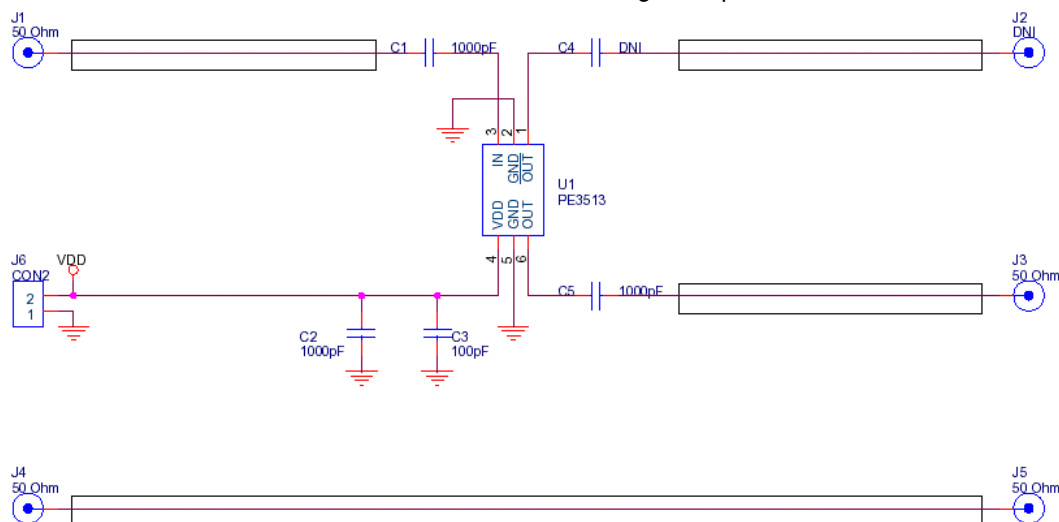 J1
50 Ohm
C1
1000pF
C4
DNI
J2
DNI
3
2
1
IN
GND
OUT
U1
PE3513
VDD
GND
OUT
4
5
6
J6
CON2
VDD
2
1
C2
1000pF
C3
100pF
C5
1000pF
J3
50 Ohm
J4
50 Ohm
J5
50 Ohm